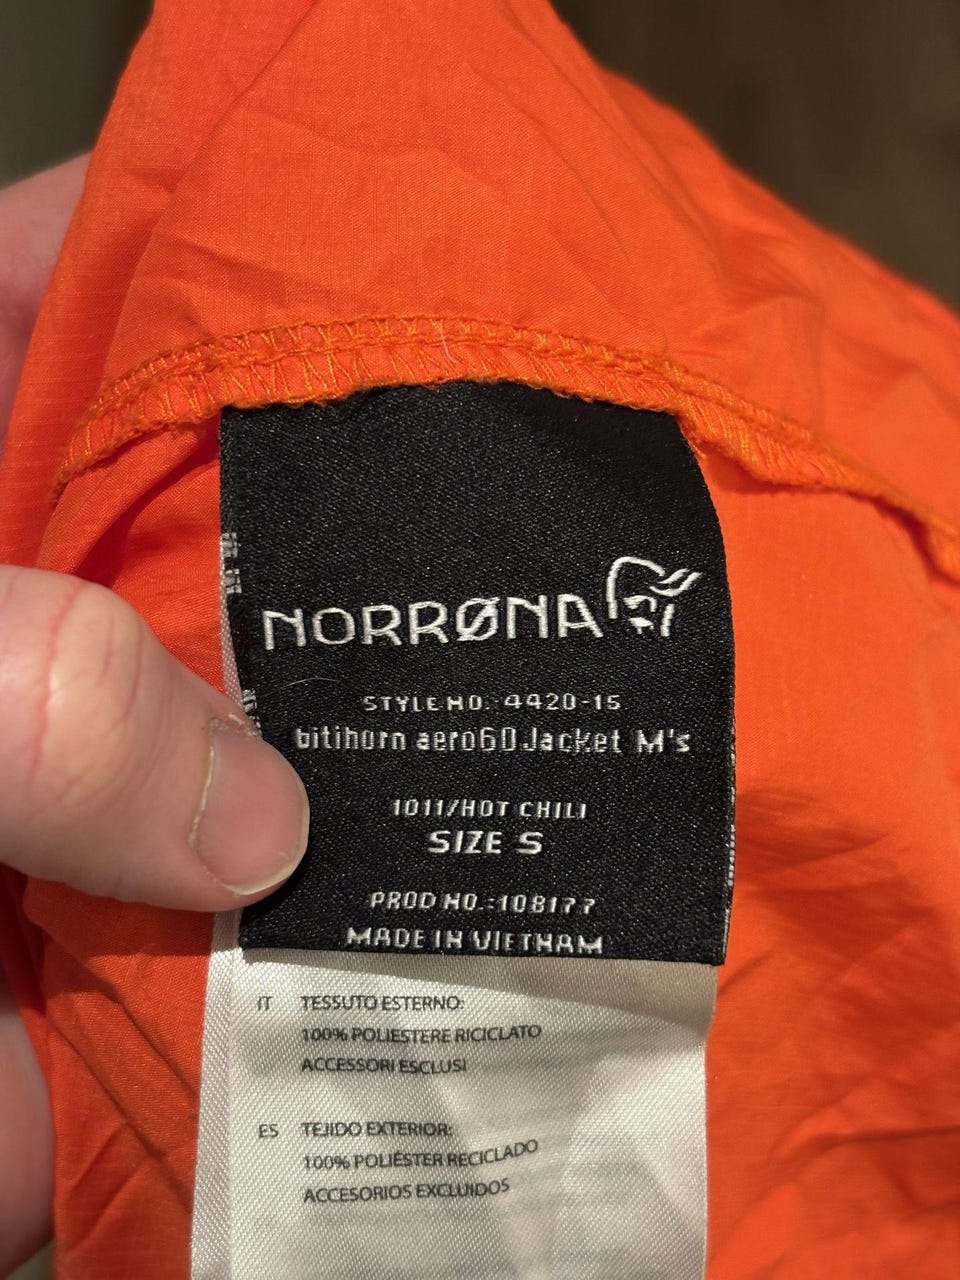 NORRØNA
STYLE NO.:4420-15
bitihorn aero60 Jacket M's
1011/HOT CHILI
SIZE S
PROD NO.:108177
MADE IN VIETNAM
IT TESSUTO ESTERNO:
100% POLIESTERE RICICLATO
ACCESSORI ESCLUSI
ES TEJIDO EXTERIOR:
100% POLIÉSTER RECICLADO
ACCESORIOS EXCLUIDOS